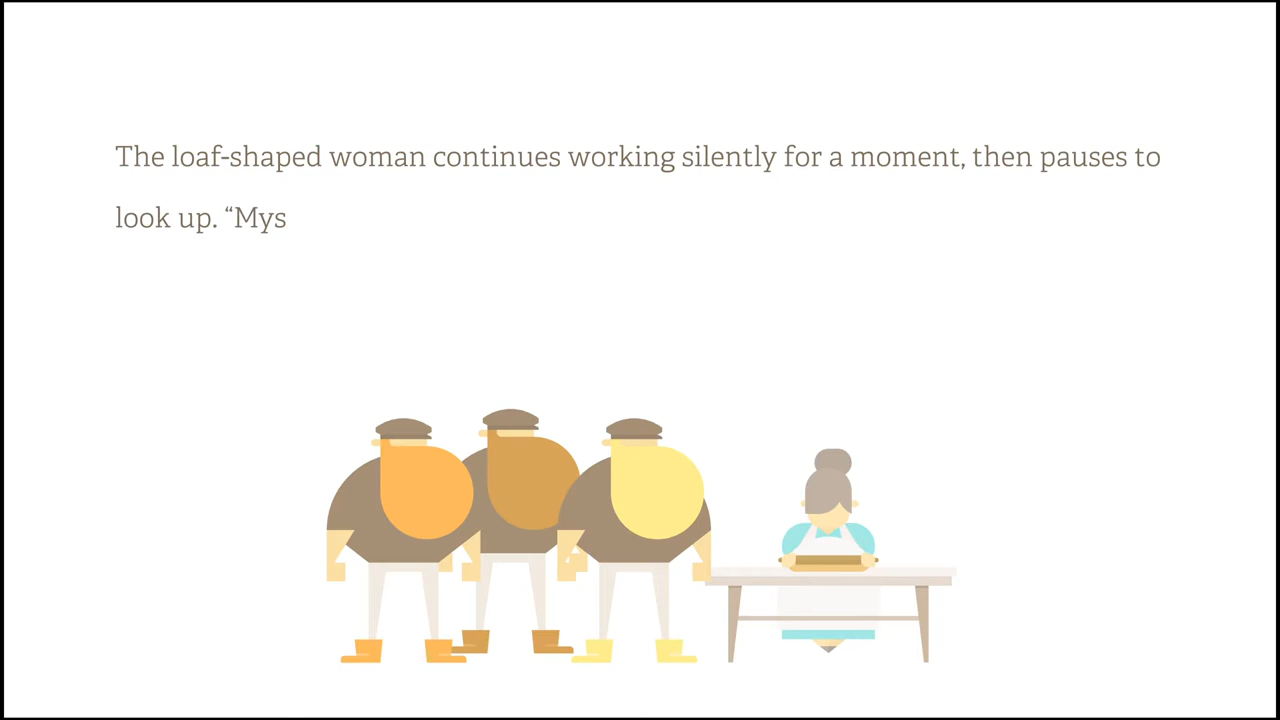 The loaf-shaped woman continues working silently for a moment, then pauses to
look up. “Mys